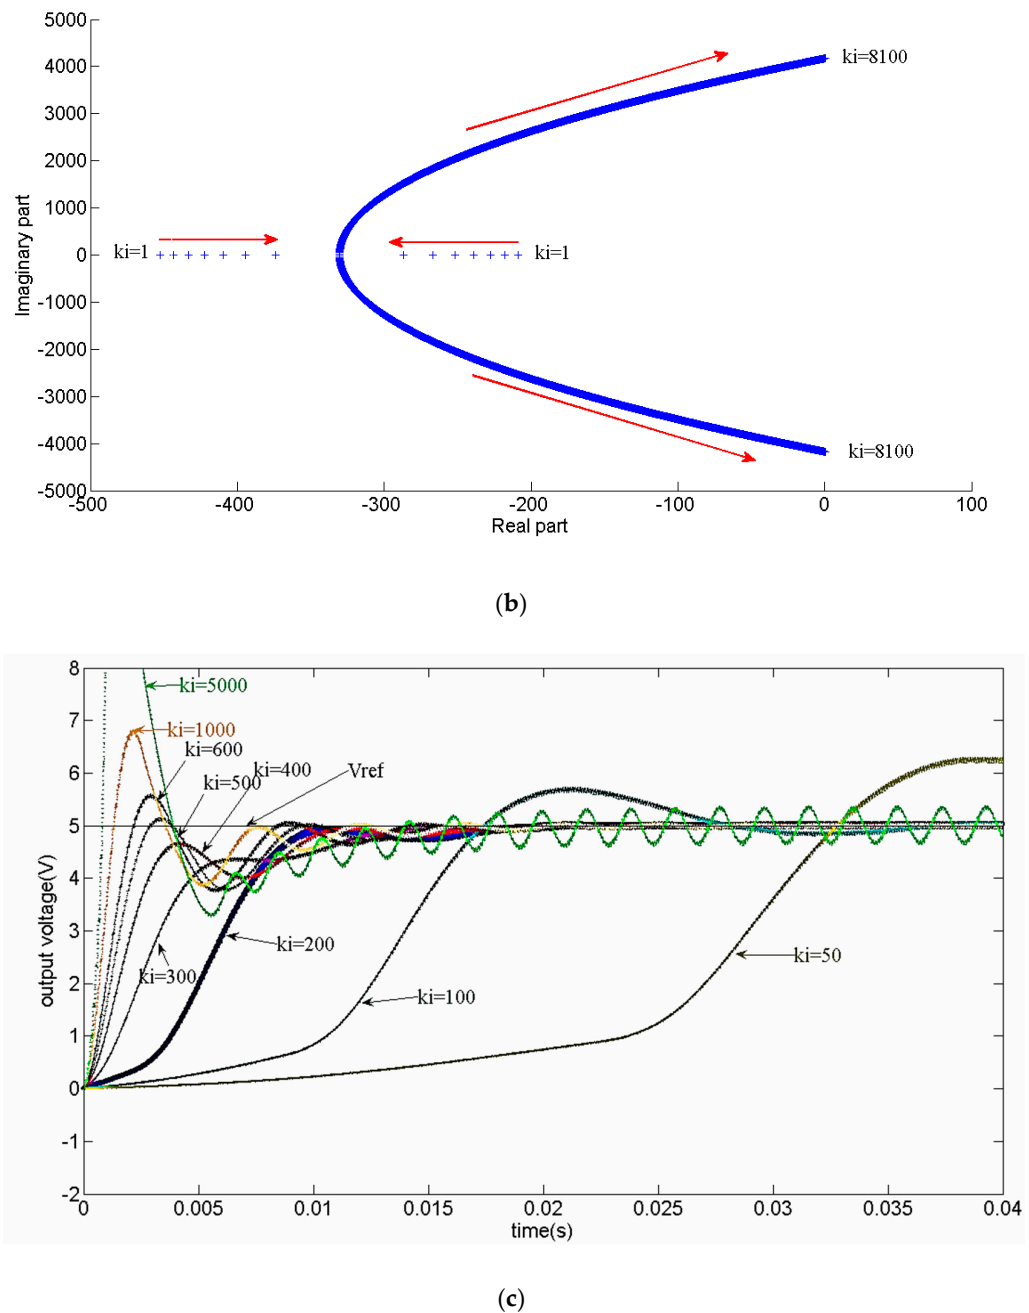 5000
4000
ki=8100
3000
2000
1000
ki=1
0
ki=1
-1000
-2000
-3000
-4000
ki=8100
-5000
-500
-400
-300
-200
-100
0
100
Imaginary part
Real part
(b)
8
ki=5000
7
ki=1000
ki=600
ki=500
ki=400
Vref
6
5
4
3
ki=200
ki=300
ki=50
2
ki=100
1
0
-1
-2
0
0.005
0.01
0.015
0.02
0.025
0.03
0.035
0.04
output voltage(V)
time(s)
(c)